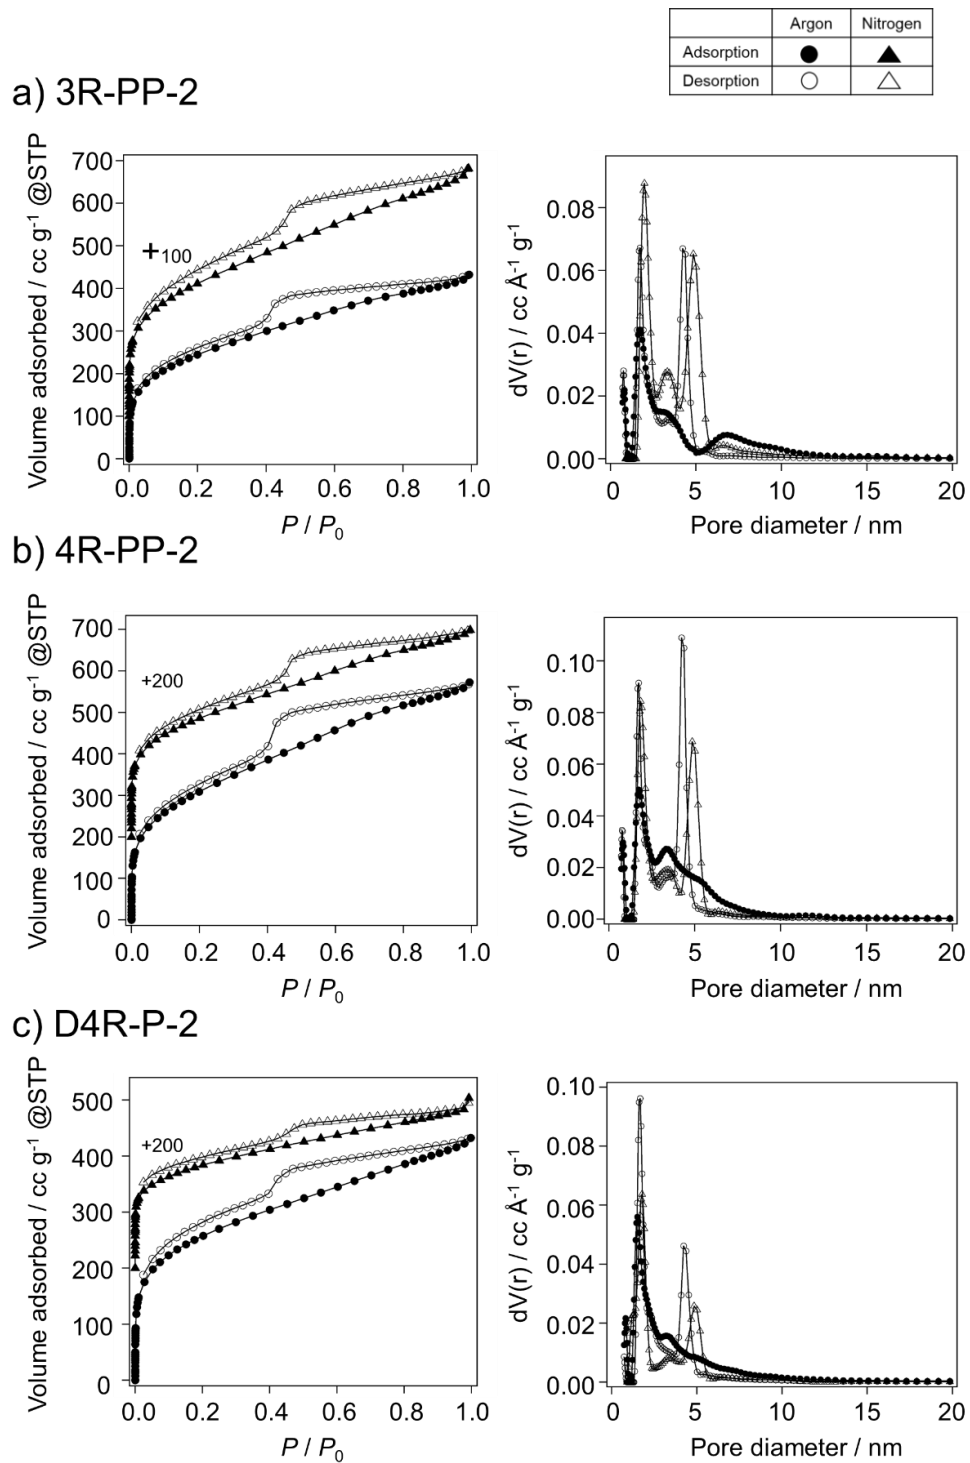 Argon Nitrogen
Adsorption
Desorption
a) 3R-PP-2
Volume adsorbed / cc g⁻¹ @STP
700
600
500
400
300
200
100
0
+100
0.0 0.2 0.4 0.6 0.8 1.0
P / P₀
dV(r) / cc Å⁻¹ g⁻¹
0.08
0.06
0.04
0.02
0.00
0 5 10 15 20
Pore diameter / nm
b) 4R-PP-2
Volume adsorbed / cc g⁻¹ @STP
700
600
500
400
300
200
100
0
+200
0.0 0.2 0.4 0.6 0.8 1.0
P / P₀
dV(r) / cc Å⁻¹ g⁻¹
0.10
0.08
0.06
0.04
0.02
0.00
0 5 10 15 20
Pore diameter / nm
c) D4R-P-2
Volume adsorbed / cc g⁻¹ @STP
500
400
300
200
100
0
+200
0.0 0.2 0.4 0.6 0.8 1.0
P / P₀
dV(r) / cc Å⁻¹ g⁻¹
0.10
0.08
0.06
0.04
0.02
0.00
0 5 10 15 20
Pore diameter / nm